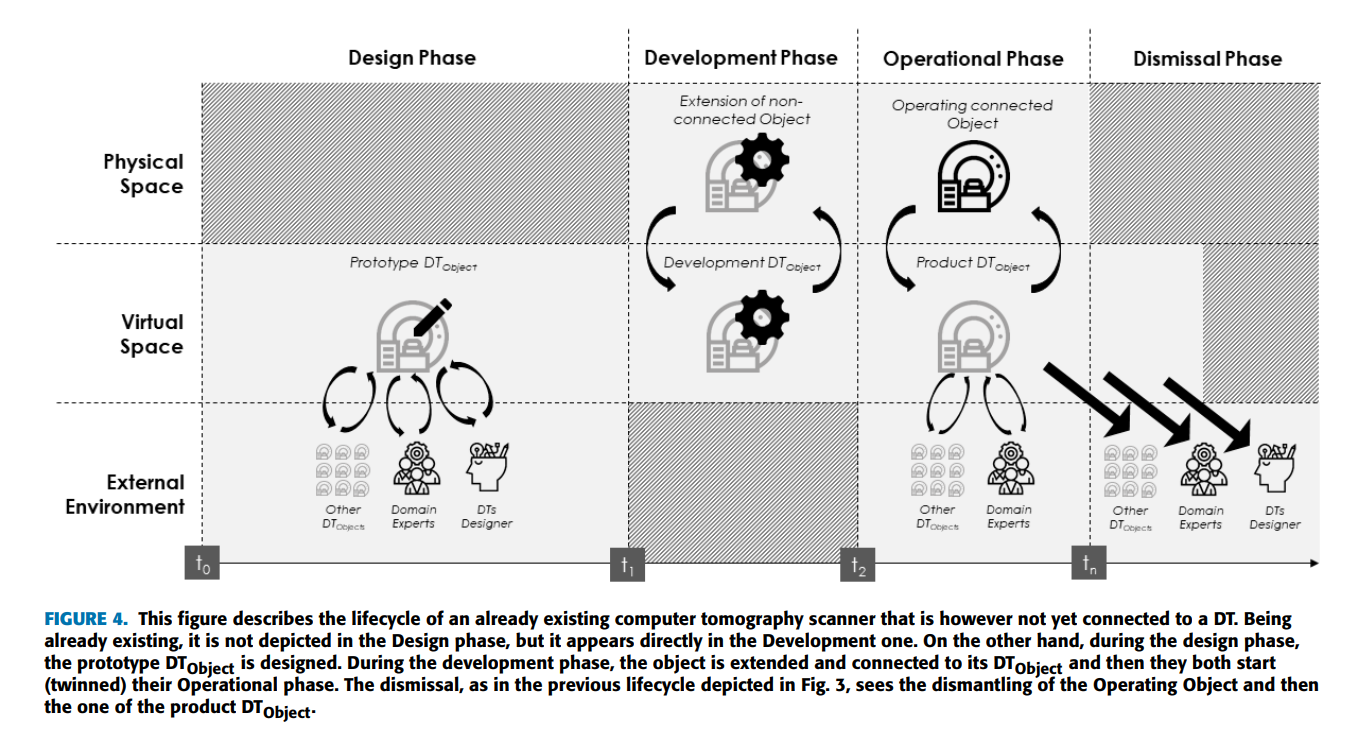 Design Phase
Development Phase
Operational Phase
Dismissal Phase
Physical
Space
Extension of non-
connected Object
Operating connected
Object
Virtual
Space
Prototype DTObject
Development DTObject
Product DTObject
External
Environment
Other
DTObjects
Domain
Experts
DTs
Designer
Other
DTObjects
Domain
Experts
Other
DTObjects
Domain
Experts
DTs
Designer
t0
t1
t2
tn
FIGURE 4. This figure describes the lifecycle of an already existing computer tomography scanner that is however not yet connected to a DT. Being
already existing, it is not depicted in the Design phase, but it appears directly in the Development one. On the other hand, during the design phase,
the prototype DTObject is designed. During the development phase, the object is extended and connected to its DTObject and then they both start
(twinned) their Operational phase. The dismissal, as in the previous lifecycle depicted in Fig. 3, sees the dismantling of the Operating Object and then
the one of the product DTObject.